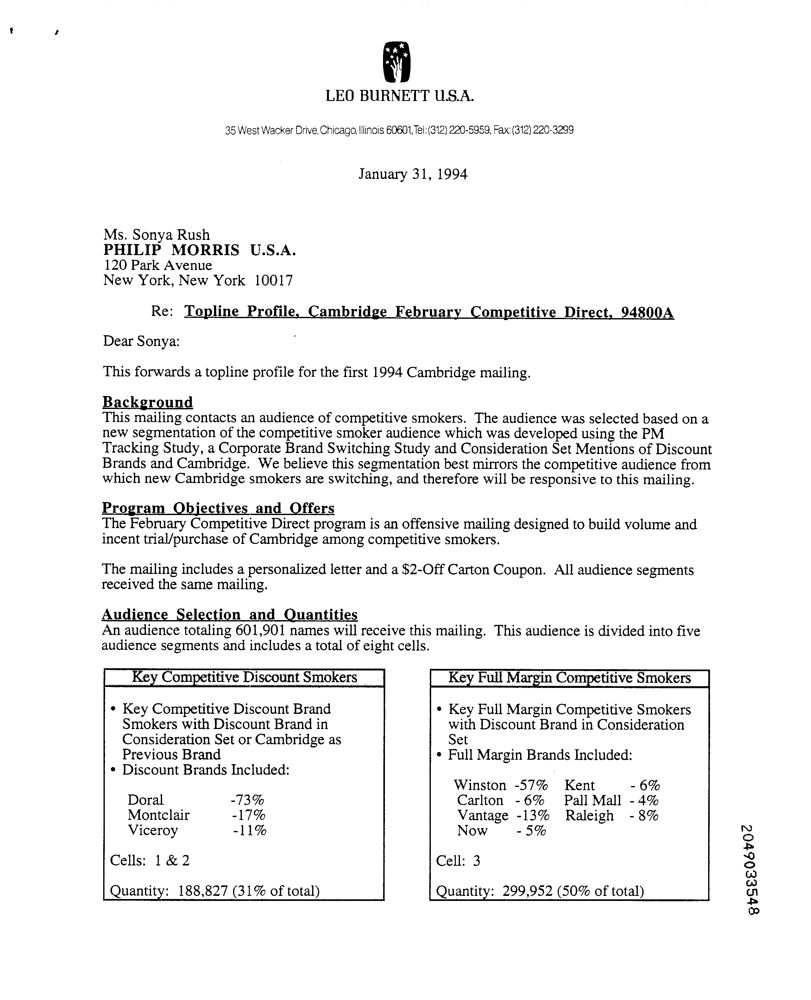 LEO BURNETT U.S.A.
35 West Wacker Drive, Chicago, Illinois 60601, Tel: (312) 220-5959, Fax: (312) 220-3299
January 31, 1994
Ms. Sonya Rush
PHILIP MORRIS U.S.A.
120 Park Avenue
New York, New York 10017
Re: Topline Profile, Cambridge February Competitive Direct, 94800A
Dear Sonya:
This forwards a topline profile for the first 1994 Cambridge mailing.
Background
This mailing contacts an audience of competitive smokers. The audience was selected based on a
new segmentation of the competitive smoker audience which was developed using the PM
Tracking Study, a Corporate Brand Switching Study and Consideration Set Mentions of Discount
Brands and Cambridge. We believe this segmentation best mirrors the competitive audience from
which new Cambridge smokers are switching, and therefore will be responsive to this mailing.
Program Objectives and Offers
The February Competitive Direct program is an offensive mailing designed to build volume and
incent trial/purchase of Cambridge among competitive smokers.
The mailing includes a personalized letter and a $2-Off Carton Coupon. All audience segments
received the same mailing.
Audience Selection and Quantities
An audience totaling 601,901 names will receive this mailing. This audience is divided into five
audience segments and includes a total of eight cells.
Key Competitive Discount Smokers
• Key Competitive Discount Brand
Smokers with Discount Brand in
Consideration Set or Cambridge as
Previous Brand
• Discount Brands Included:
Doral -73%
Montclair -17%
Viceroy -11%
Cells: 1 & 2
Quantity: 188,827 (31% of total)
Key Full Margin Competitive Smokers
• Key Full Margin Competitive Smokers
with Discount Brand in Consideration
Set
• Full Margin Brands Included:
Winston -57% Kent - 6%
Carlton - 6% Pall Mall - 4%
Vantage -13% Raleigh - 8%
Now - 5%
Cell: 3
Quantity: 299,952 (50% of total)
2049033548